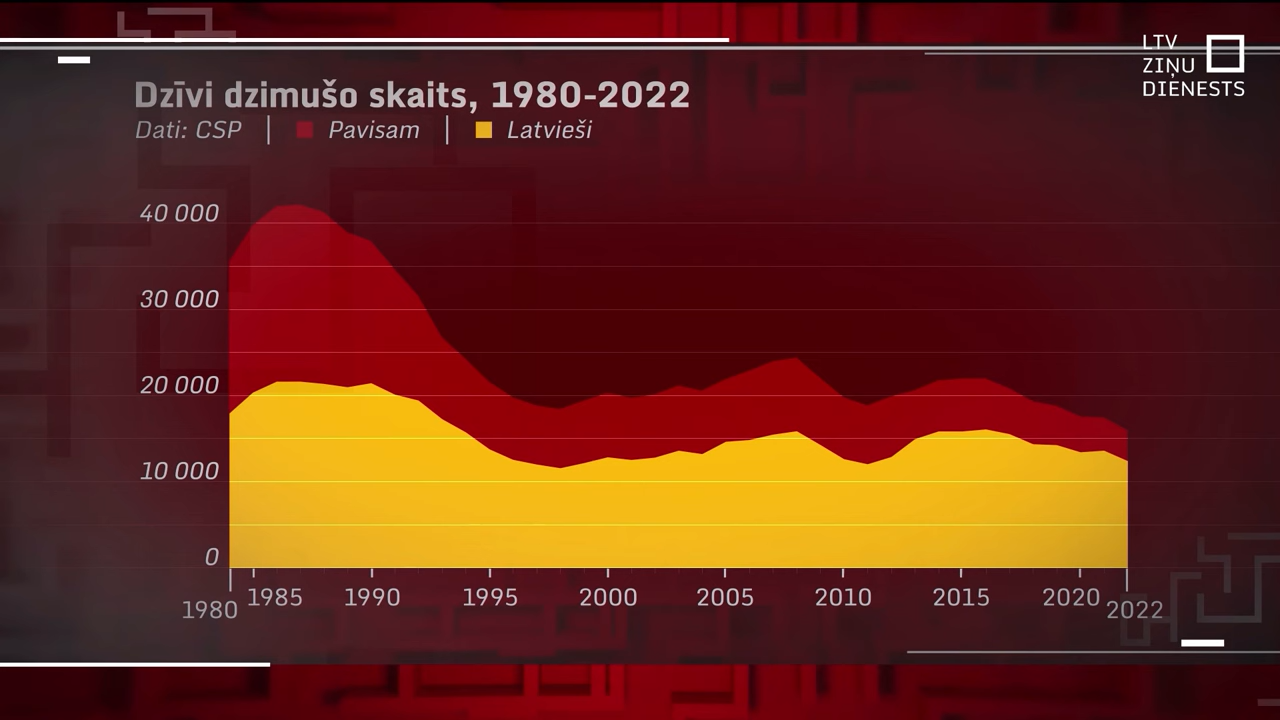 LTV
ZIŅU
DIENESTS
Dzīvi dzimušo skaits, 1980-2022
Dati: CSP | Pavisam | Latvieši
40 000
30 000
20 000
10 000
0
1980 1985 1990 1995 2000 2005 2010 2015 2020 2022